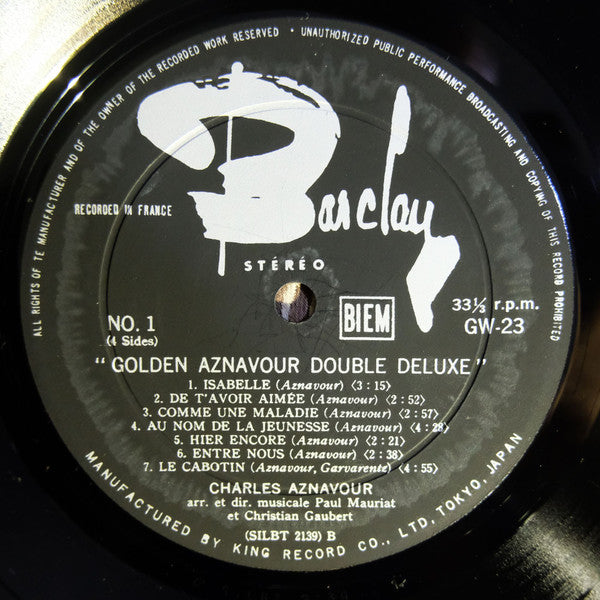 ALL RIGHTS OF TE MANUFACTURER AND OF THE OWNER OF THE RECORDED WORK RESERVED • UNAUTHORIZED PUBLIC PERFORMANCE BROADCASTING AND COPYING OF THIS RECORD PROHIBITED
Barclay
RECORDED IN FRANCE
STÉRÉO
NO. 1
(4 Sides)
BIEM
33⅓ r.p.m.
GW-23
"GOLDEN AZNAVOUR DOUBLE DELUXE"
1. ISABELLE (Aznavour) (3:15)
2. DE T'AVOIR AIMÉE (Aznavour) (2:52)
3. COMME UNE MALADIE (Aznavour) (2:57)
4. AU NOM DE LA JEUNESSE (Aznavour) (4:28)
5. HIER ENCORE (Aznavour) (2:21)
6. ENTRE NOUS (Aznavour) (2:38)
7. LE CABOTIN (Aznavour, Garvarente) (4:55)
CHARLES AZNAVOUR
arr. et dir. musicale Paul Mauriat
et Christian Gaubert
(SILBT 2139) B
MANUFACTURED BY KING RECORD CO., LTD, TOKYO, JAPAN